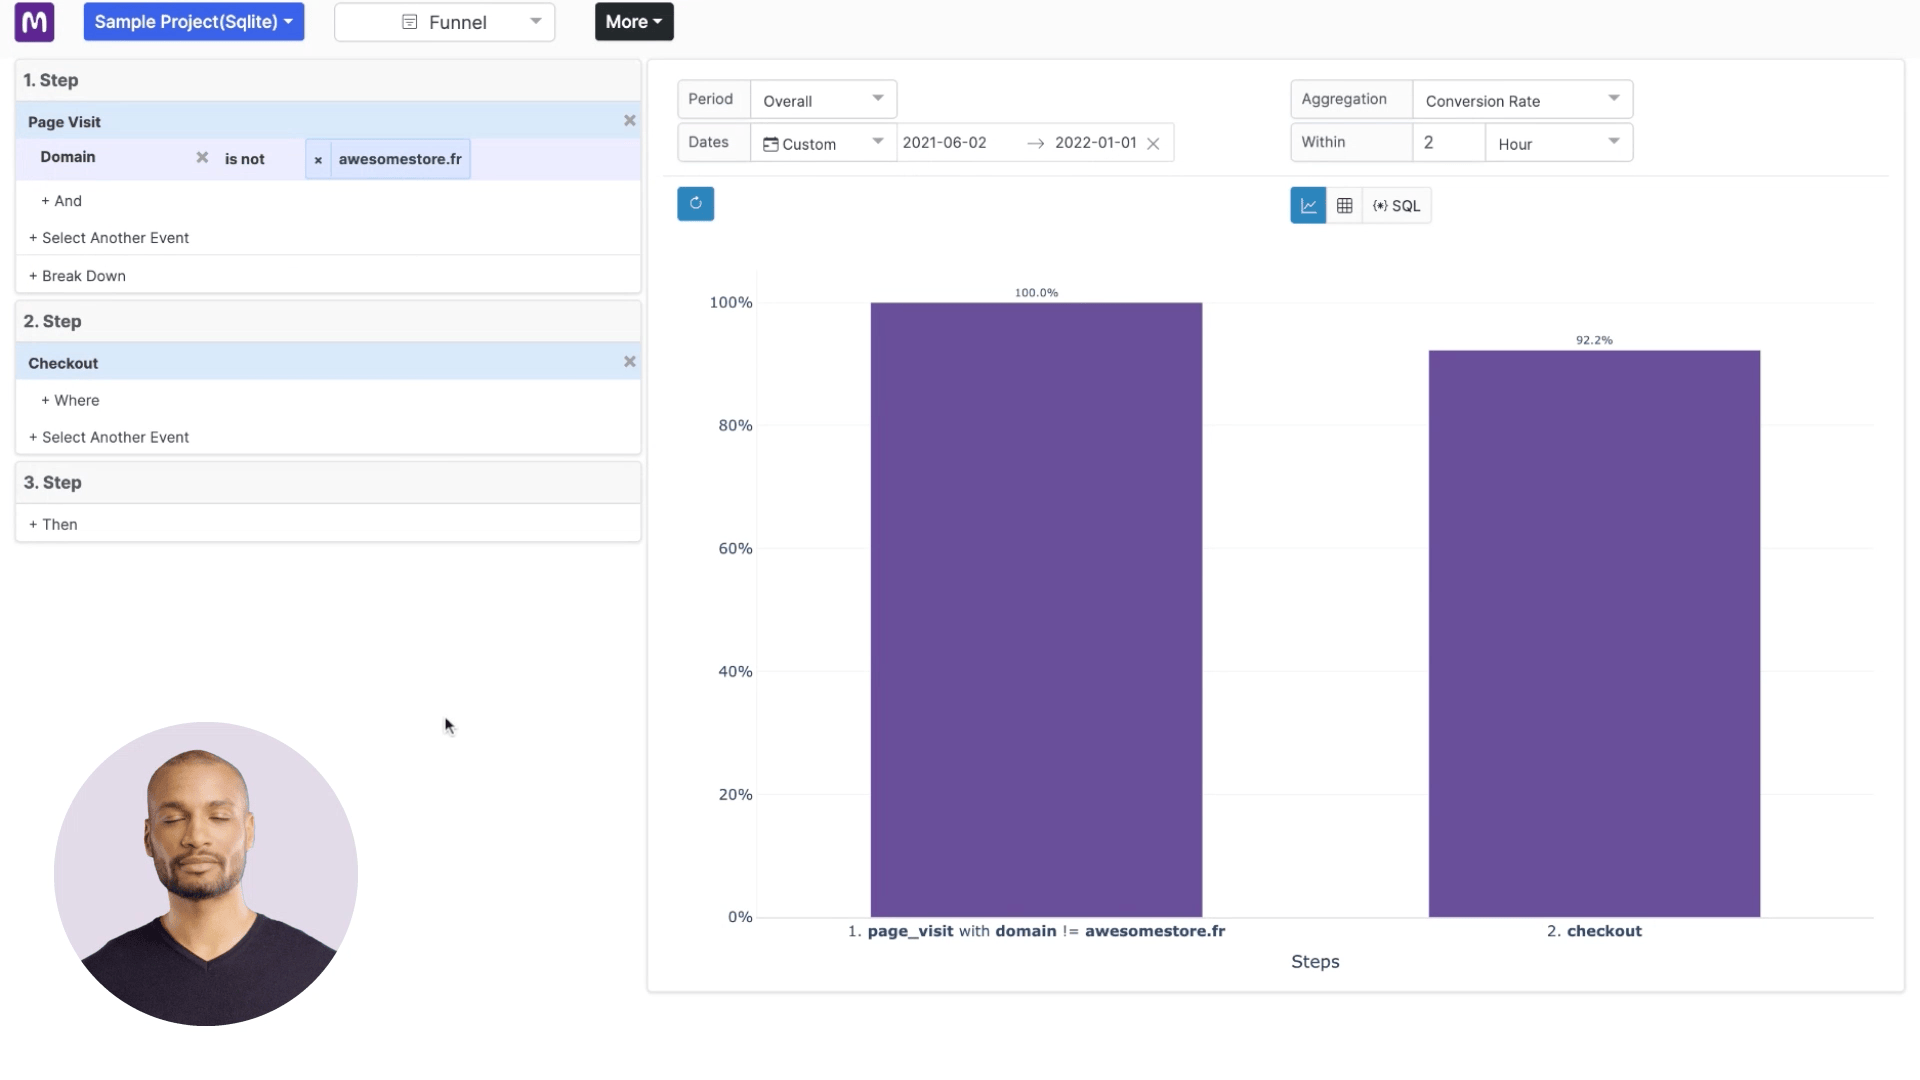 M
Sample Project(Sqlite)
Funnel
More
1. Step
Page Visit
Domain is not × awesomestore.fr
+ And
+ Select Another Event
+ Break Down
2. Step
Checkout
+ Where
+ Select Another Event
3. Step
+ Then
Period Overall
Dates Custom 2021-06-02 → 2022-01-01
Aggregation Conversion Rate
Within 2 Hour
SQL
100.0%
92.2%
100%
80%
60%
40%
20%
0%
1. page_visit with domain != awesomestore.fr
2. checkout
Steps